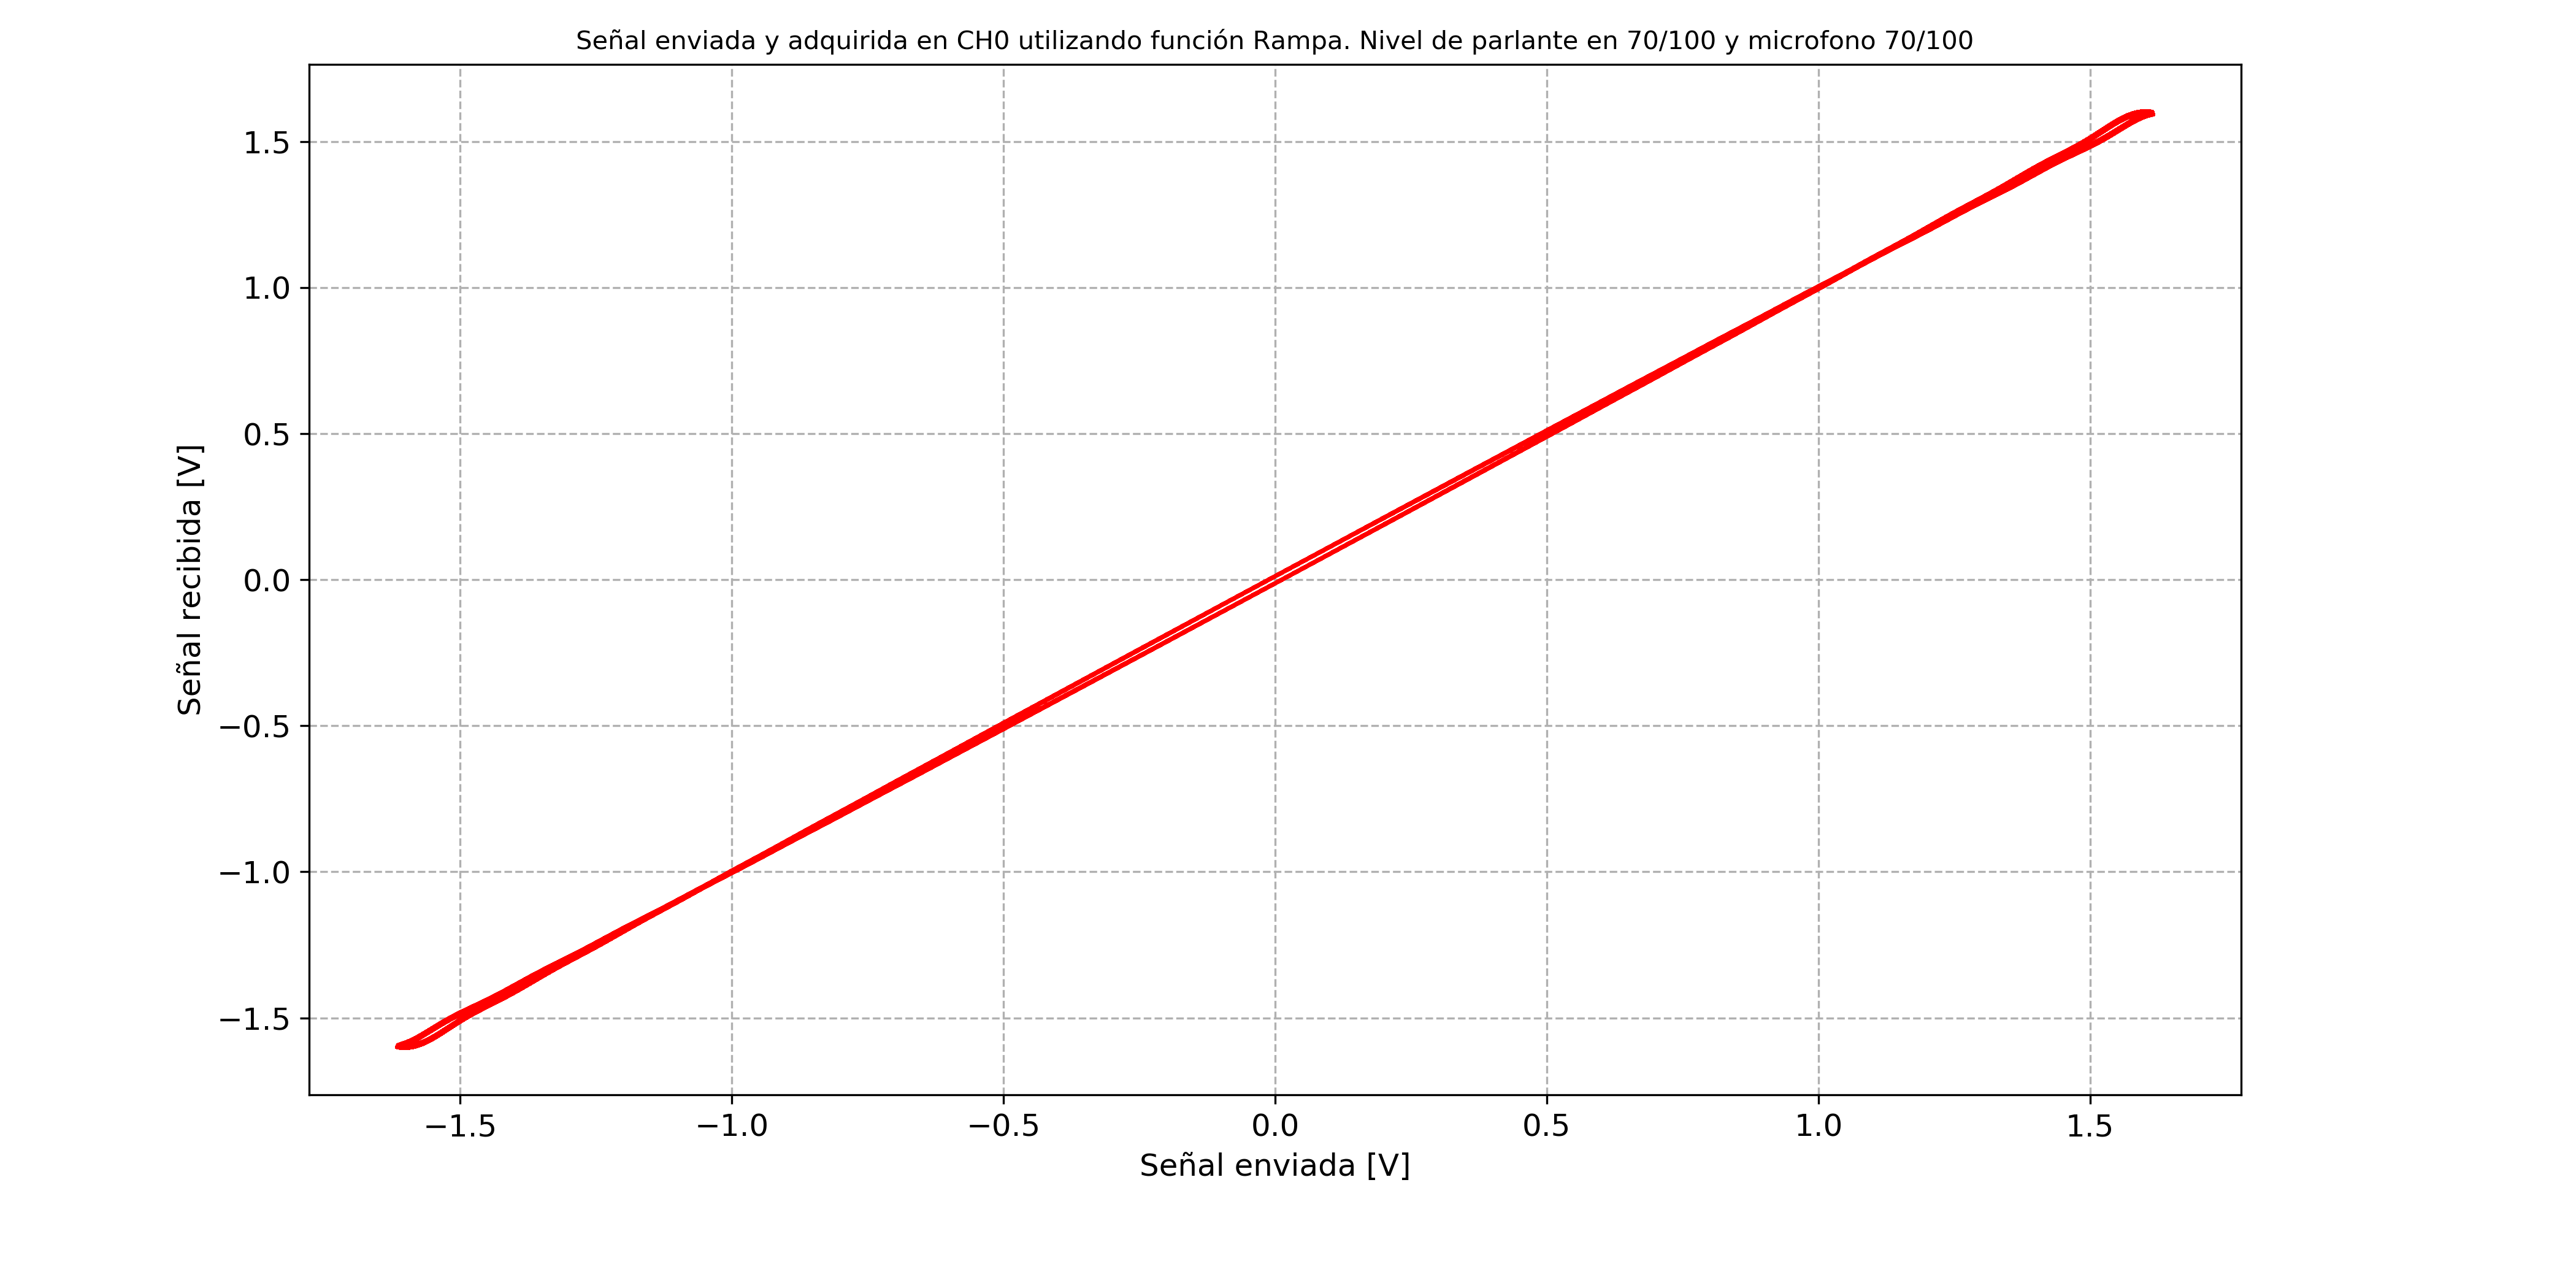 Señal enviada y adquirida en CH0 utilizando función Rampa. Nivel de parlante en 70/100 y microfono 70/100
Señal recibida [V]
1.5
1.0
0.5
0.0
−0.5
−1.0
−1.5
−1.5 −1.0 −0.5 0.0 0.5 1.0 1.5
Señal enviada [V]